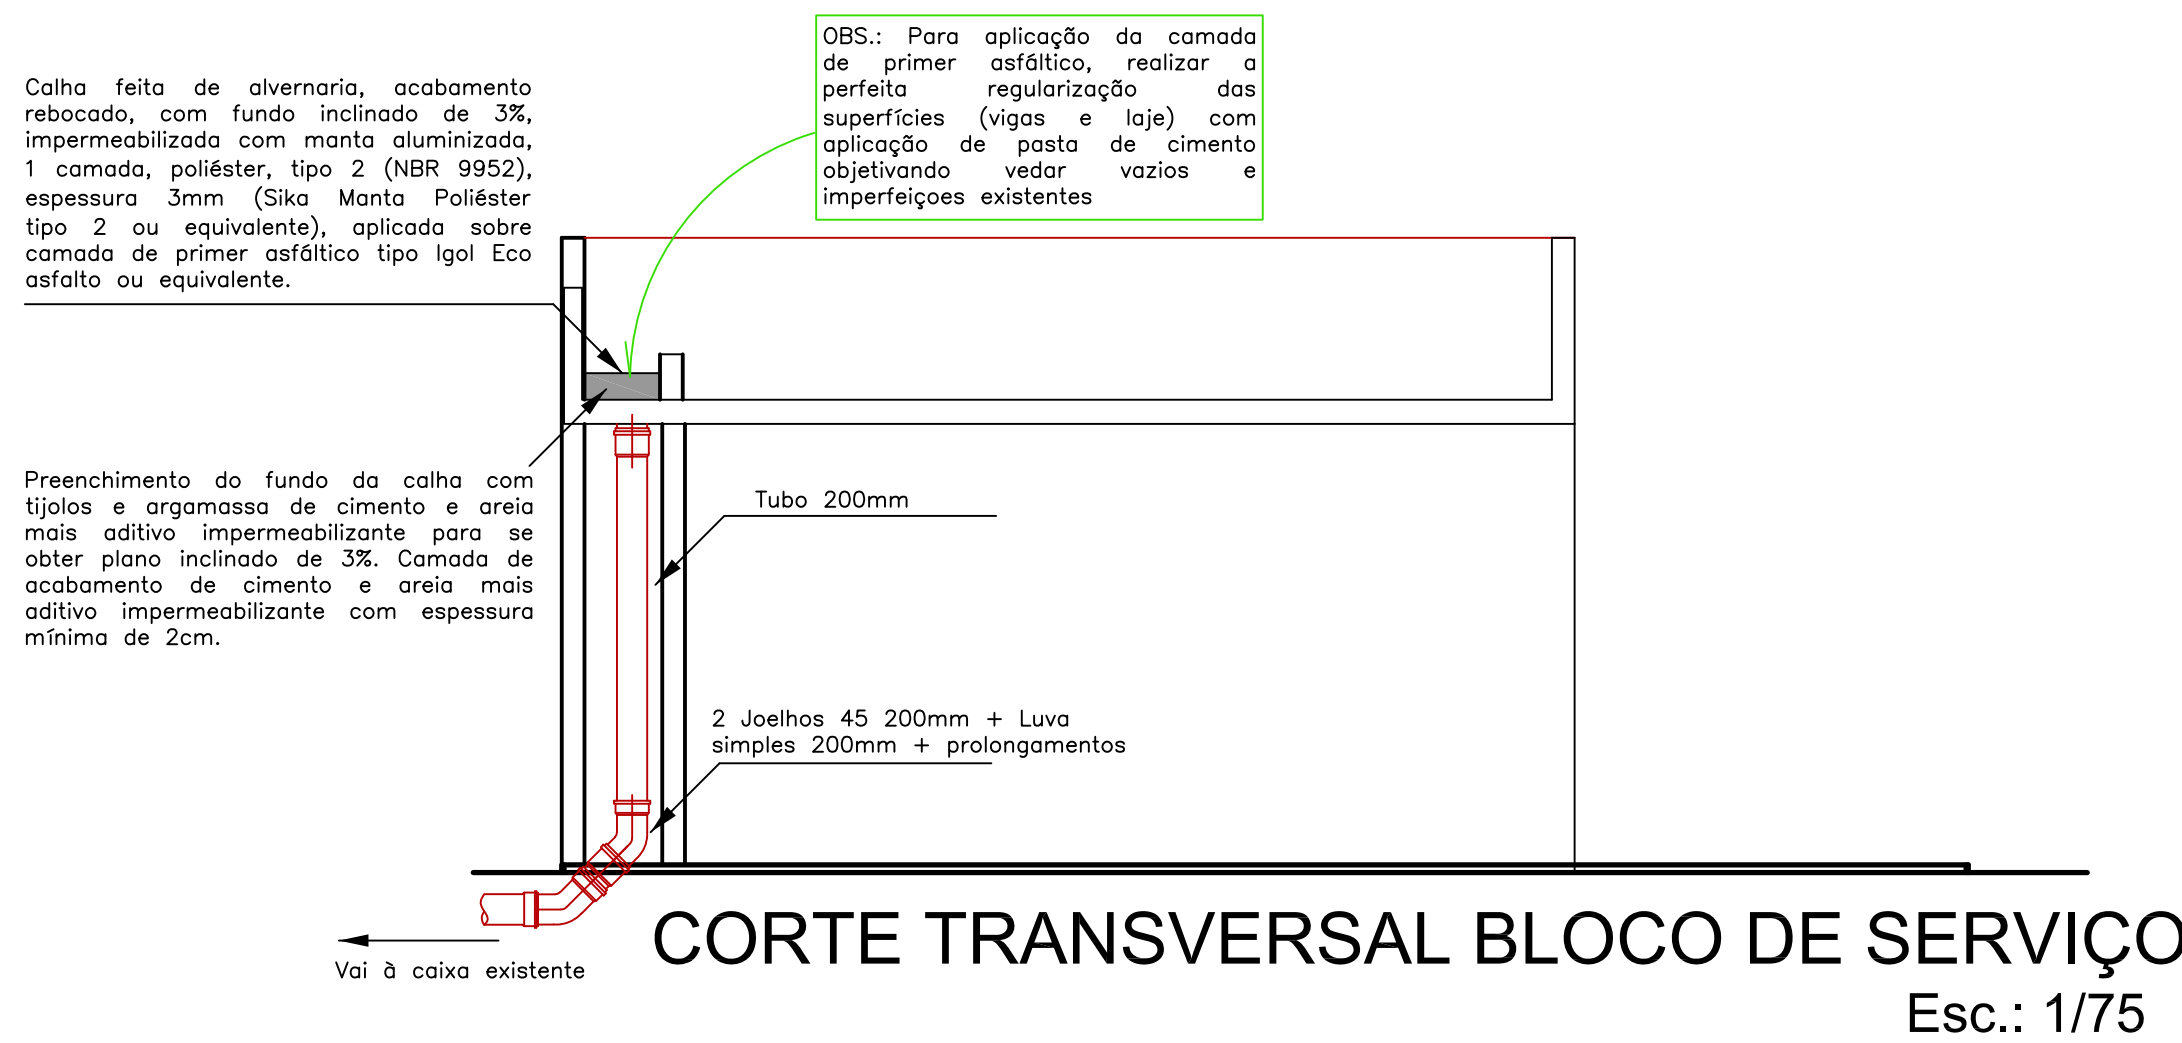 OBS.: Para aplicação da camada
de primer asfáltico, realizar a
perfeita regularização das
superfícies (vigas e laje) com
aplicação de pasta de cimento
objetivando vedar vazios e
imperfeiçoes existentes
Calha feita de alvernaria, acabamento
rebocado, com fundo inclinado de 3%,
impermeabilizada com manta aluminizada,
1 camada, poliéster, tipo 2 (NBR 9952),
espessura 3mm (Sika Manta Poliéster
tipo 2 ou equivalente), aplicada sobre
camada de primer asfáltico tipo Igol Eco
asfalto ou equivalente.
Preenchimento do fundo da calha com
tijolos e argamassa de cimento e areia
mais aditivo impermeabilizante para se
obter plano inclinado de 3%. Camada de
acabamento de cimento e areia mais
aditivo impermeabilizante com espessura
mínima de 2cm.
Tubo 200mm
2 Joelhos 45 200mm + Luva
simples 200mm + prolongamentos
Vai à caixa existente
CORTE TRANSVERSAL BLOCO DE SERVIÇO
Esc.: 1/75